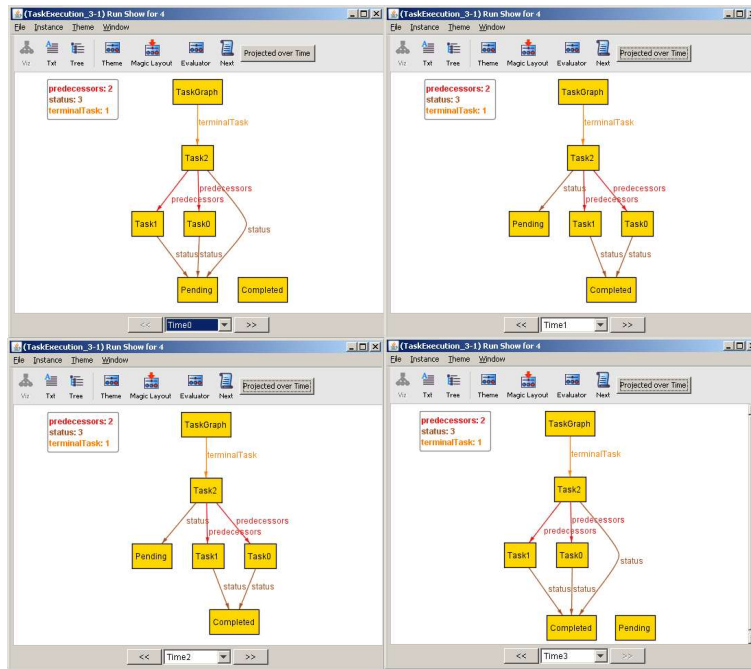 (TaskExecution_3-1) Run Show for 4
File Instance Theme Window
Viz Txt Tree Theme Magic Layout Evaluator Next Projected over Time
predecessors: 2
status: 3
terminalTask: 1
TaskGraph
terminalTask
Task2
predecessors
predecessors
Task1 Task0
status
status status
Pending Completed
<< Time0 >>
(TaskExecution_3-1) Run Show for 4
File Instance Theme Window
Viz Txt Tree Theme Magic Layout Evaluator Next Projected over Time
predecessors: 2
status: 3
terminalTask: 1
TaskGraph
terminalTask
Task2
status predecessors
predecessors
Pending Task1 Task0
status status
Completed
<< Time1 >>
(TaskExecution_3-1) Run Show for 4
File Instance Theme Window
Viz Txt Tree Theme Magic Layout Evaluator Next Projected over Time
predecessors: 2
status: 3
terminalTask: 1
TaskGraph
terminalTask
Task2
status predecessors
predecessors
Pending Task1 Task0
status status
Completed
<< Time2 >>
(TaskExecution_3-1) Run Show for 4
File Instance Theme Window
Viz Txt Tree Theme Magic Layout Evaluator Next Projected over Time
predecessors: 2
status: 3
terminalTask: 1
TaskGraph
terminalTask
Task2
predecessors
predecessors
Task1 Task0
status
status status
Completed Pending
<< Time3 >>